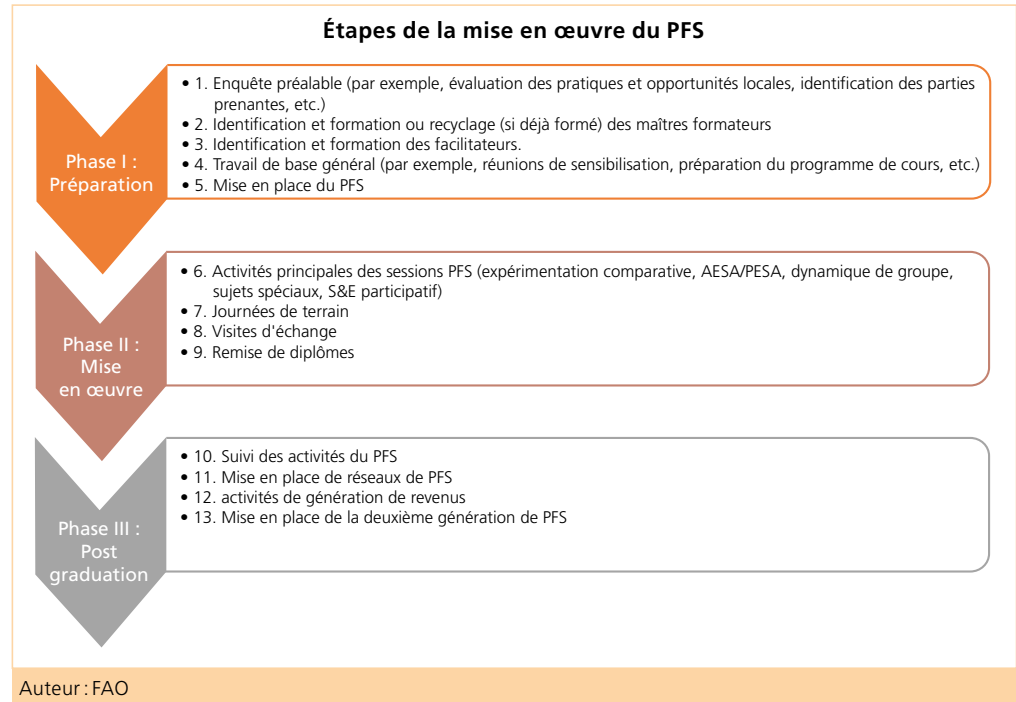 Étapes de la mise en œuvre du PFS
Phase I :
Préparation
• 1. Enquête préalable (par exemple, évaluation des pratiques et opportunités locales, identification des parties
prenantes, etc.)
• 2. Identification et formation ou recyclage (si déjà formé) des maîtres formateurs
• 3. Identification et formation des facilitateurs.
• 4. Travail de base général (par exemple, réunions de sensibilisation, préparation du programme de cours, etc.)
• 5. Mise en place du PFS
Phase II :
Mise
en œuvre
• 6. Activités principales des sessions PFS (expérimentation comparative, AESA/PESA, dynamique de groupe,
sujets spéciaux, S&E participatif)
• 7. Journées de terrain
• 8. Visites d'échange
• 9. Remise de diplômes
Phase III :
Post
graduation
• 10. Suivi des activités du PFS
• 11. Mise en place de réseaux de PFS
• 12. activités de génération de revenus
• 13. Mise en place de la deuxième génération de PFS
Auteur : FAO